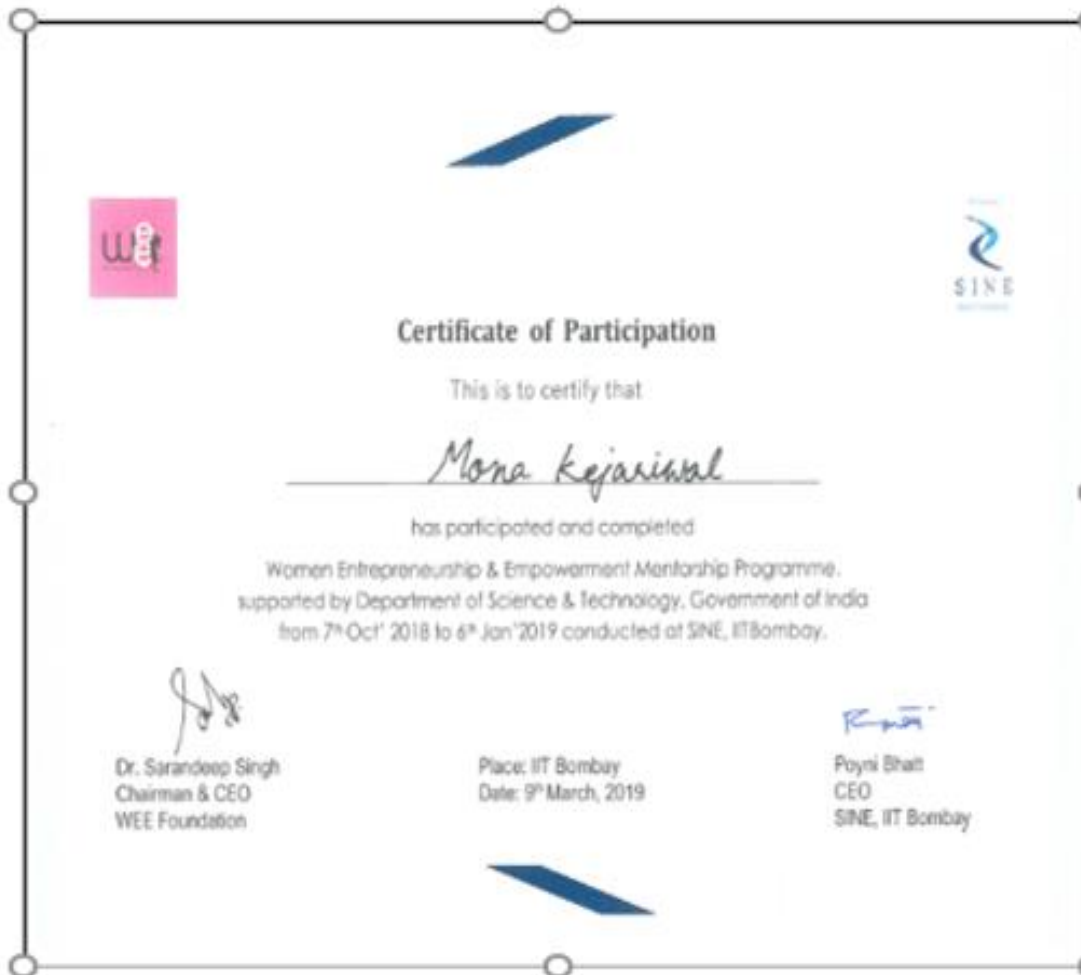 WEE
SINE
Certificate of Participation
This is to certify that
Mona Kejariwal
has participated and completed
Women Entrepreneurship & Empowerment Mentorship Programme.
supported by Department of Science & Technology, Government of India
from 7th Oct' 2018 to 6th Jan'2019 conducted at SINE, IITBombay.
Dr. Sarandeep Singh
Chairman & CEO
WEE Foundation
Place: IIT Bombay
Date: 9th March, 2019
Poyni Bhatt
CEO
SINE, IIT Bombay